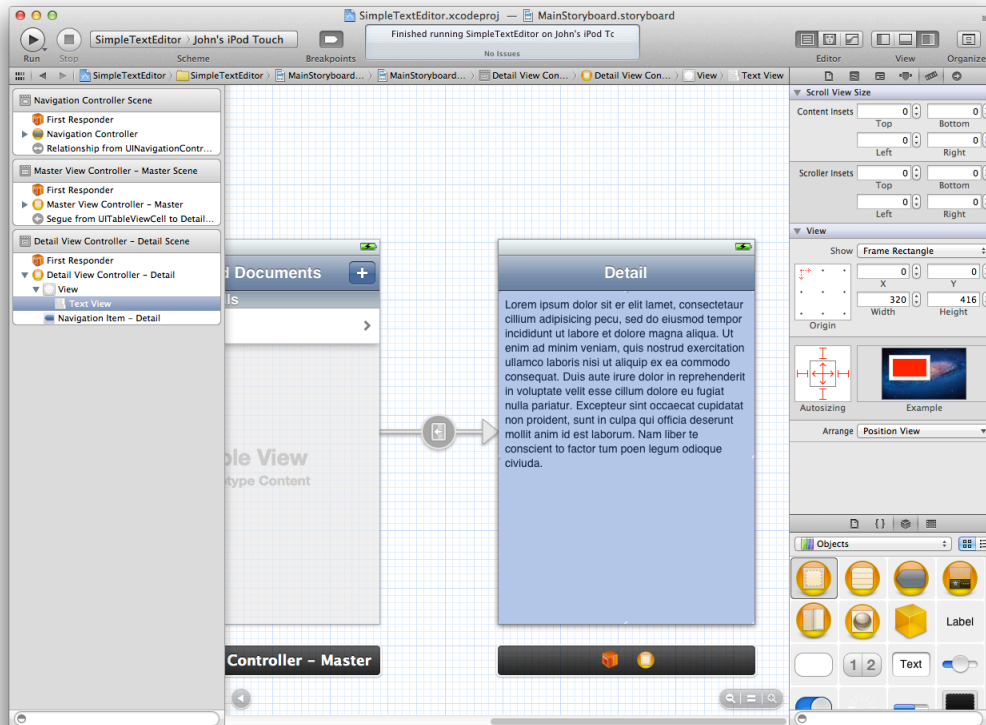 SimpleTextEditor.xcodeproj — MainStoryboard.storyboard
SimpleTextEditor › John's iPod Touch
Finished running SimpleTextEditor on John's iPod Tc
No Issues
Run Stop Scheme Breakpoints Editor View Organize
SimpleTextEditor › SimpleTextEditor › MainStoryboard... › MainStoryboard... › Detail View Con... › Detail View Con... › View › Text View
Navigation Controller Scene
First Responder
Navigation Controller
Relationship from UINavigationContr...
Master View Controller – Master Scene
First Responder
Master View Controller – Master
Segue from UITableViewCell to Detail...
Detail View Controller – Detail Scene
First Responder
Detail View Controller – Detail
View
Text View
Navigation Item – Detail
d Documents +
ls
ble View
otype Content
Controller – Master
Detail
Lorem ipsum dolor sit er elit lamet, consectetaur
cillium adipisicing pecu, sed do eiusmod tempor
incididunt ut labore et dolore magna aliqua. Ut
enim ad minim veniam, quis nostrud exercitation
ullamco laboris nisi ut aliquip ex ea commodo
consequat. Duis aute irure dolor in reprehenderit
in voluptate velit esse cillum dolore eu fugiat
nulla pariatur. Excepteur sint occaecat cupidatat
non proident, sunt in culpa qui officia deserunt
mollit anim id est laborum. Nam liber te
conscient to factor tum poen legum odioque
civiuda.
Scroll View Size
Content Insets 0 0
Top Bottom
0 0
Left Right
Scroller Insets 0 0
Top Bottom
0 0
Left Right
View
Show Frame Rectangle
0 0
X Y
320 416
Origin Width Height
Autosizing Example
Arrange Position View
{}
Objects
Label
1 2 Text